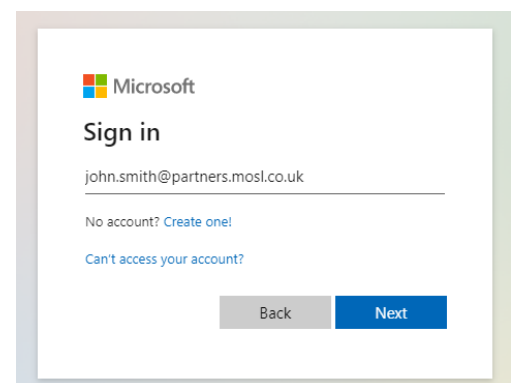 Microsoft
Sign in
john.smith@partners.mosl.co.uk
No account? Create one!
Can't access your account?
Back Next